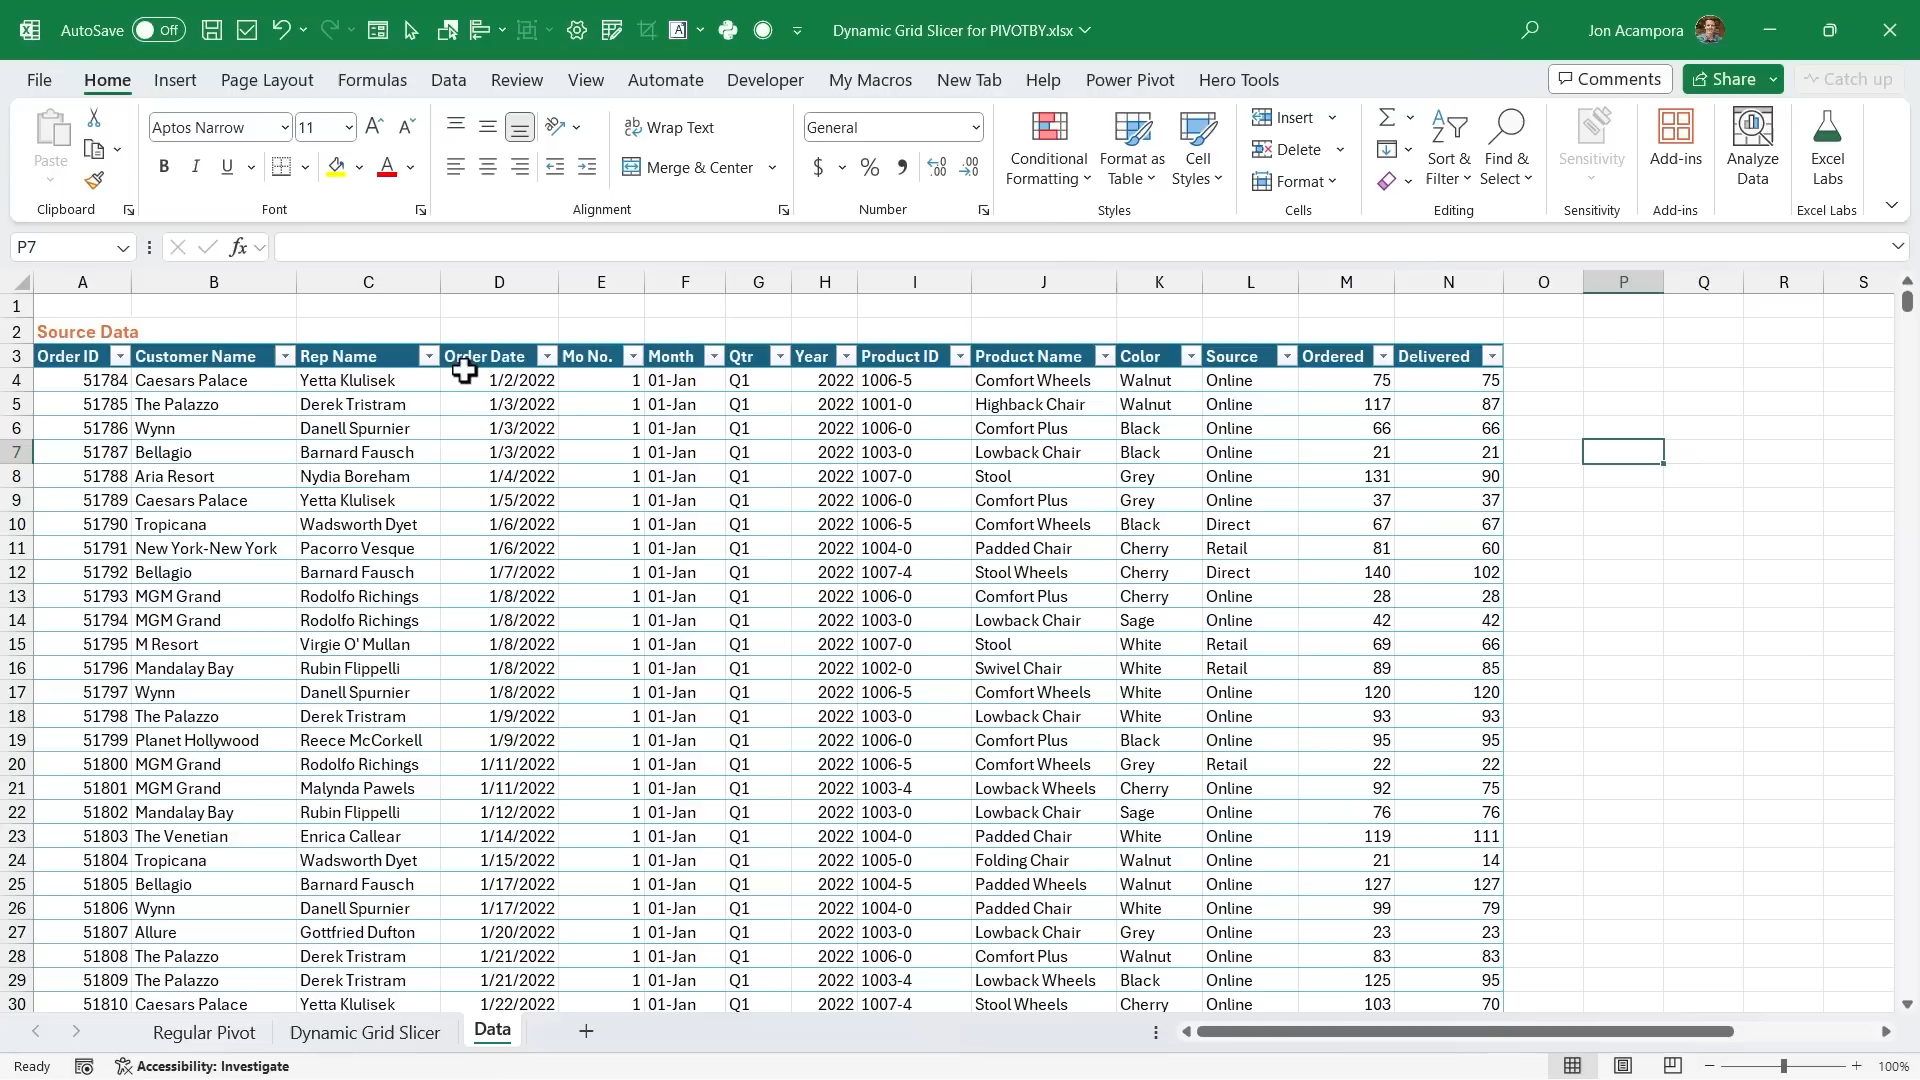 AutoSave Off Dynamic Grid Slicer for PIVOTBY.xlsx Jon Acampora
File Home Insert Page Layout Formulas Data Review View Automate Developer My Macros New Tab Help Power Pivot Hero Tools Comments Share Catch up
Paste Aptos Narrow 11 Wrap Text General Conditional Formatting Format as Table Cell Styles Insert Sort & Filter Find & Select Sensitivity Add-ins Analyze Data Excel Labs
B I U Merge & Center $ % Delete
Format
Clipboard Font Alignment Number Styles Cells Editing Sensitivity Add-ins Excel Labs
P7 fx
A B C D E F G H I J K L M N O P Q R S
1
2 Source Data
3 Order ID Customer Name Rep Name Order Date Mo No. Month Qtr Year Product ID Product Name Color Source Ordered Delivered
4 51784 Caesars Palace Yetta Klulisek 1/2/2022 1 01-Jan Q1 2022 1006-5 Comfort Wheels Walnut Online 75 75
5 51785 The Palazzo Derek Tristram 1/3/2022 1 01-Jan Q1 2022 1001-0 Highback Chair Walnut Online 117 87
6 51786 Wynn Danell Spurnier 1/3/2022 1 01-Jan Q1 2022 1006-0 Comfort Plus Black Online 66 66
7 51787 Bellagio Barnard Fausch 1/3/2022 1 01-Jan Q1 2022 1003-0 Lowback Chair Black Online 21 21
8 51788 Aria Resort Nydia Boreham 1/4/2022 1 01-Jan Q1 2022 1007-0 Stool Grey Online 131 90
9 51789 Caesars Palace Yetta Klulisek 1/5/2022 1 01-Jan Q1 2022 1006-0 Comfort Plus Grey Online 37 37
10 51790 Tropicana Wadsworth Dyet 1/6/2022 1 01-Jan Q1 2022 1006-5 Comfort Wheels Black Direct 67 67
11 51791 New York-New York Pacorro Vesque 1/6/2022 1 01-Jan Q1 2022 1004-0 Padded Chair Cherry Retail 81 60
12 51792 Bellagio Barnard Fausch 1/7/2022 1 01-Jan Q1 2022 1007-4 Stool Wheels Cherry Direct 140 102
13 51793 MGM Grand Rodolfo Richings 1/8/2022 1 01-Jan Q1 2022 1006-0 Comfort Plus Cherry Online 28 28
14 51794 MGM Grand Rodolfo Richings 1/8/2022 1 01-Jan Q1 2022 1003-0 Lowback Chair Sage Online 42 42
15 51795 M Resort Virgie O' Mullan 1/8/2022 1 01-Jan Q1 2022 1007-0 Stool White Retail 69 66
16 51796 Mandalay Bay Rubin Flippelli 1/8/2022 1 01-Jan Q1 2022 1002-0 Swivel Chair White Retail 89 85
17 51797 Wynn Danell Spurnier 1/8/2022 1 01-Jan Q1 2022 1006-5 Comfort Wheels White Online 120 120
18 51798 The Palazzo Derek Tristram 1/9/2022 1 01-Jan Q1 2022 1003-0 Lowback Chair White Online 93 93
19 51799 Planet Hollywood Reece McCorkell 1/9/2022 1 01-Jan Q1 2022 1006-0 Comfort Plus Black Online 95 95
20 51800 MGM Grand Rodolfo Richings 1/11/2022 1 01-Jan Q1 2022 1006-5 Comfort Wheels Grey Retail 22 22
21 51801 MGM Grand Malynda Pawels 1/11/2022 1 01-Jan Q1 2022 1003-4 Lowback Wheels Cherry Online 92 75
22 51802 Mandalay Bay Rubin Flippelli 1/12/2022 1 01-Jan Q1 2022 1003-0 Lowback Chair Sage Online 76 76
23 51803 The Venetian Enrica Callear 1/14/2022 1 01-Jan Q1 2022 1004-0 Padded Chair White Online 119 111
24 51804 Tropicana Wadsworth Dyet 1/15/2022 1 01-Jan Q1 2022 1005-0 Folding Chair Walnut Online 21 14
25 51805 Bellagio Barnard Fausch 1/17/2022 1 01-Jan Q1 2022 1004-5 Padded Wheels Walnut Online 127 127
26 51806 Wynn Danell Spurnier 1/17/2022 1 01-Jan Q1 2022 1004-0 Padded Chair White Online 99 79
27 51807 Allure Gottfried Dufton 1/20/2022 1 01-Jan Q1 2022 1003-0 Lowback Chair Grey Online 23 23
28 51808 The Palazzo Derek Tristram 1/21/2022 1 01-Jan Q1 2022 1006-0 Comfort Plus Walnut Online 83 83
29 51809 The Palazzo Derek Tristram 1/21/2022 1 01-Jan Q1 2022 1003-4 Lowback Wheels Black Online 125 95
30 51810 Caesars Palace Yetta Klulisek 1/22/2022 1 01-Jan Q1 2022 1007-4 Stool Wheels Cherry Online 103 70
Regular Pivot Dynamic Grid Slicer Data
Ready Accessibility: Investigate 100%